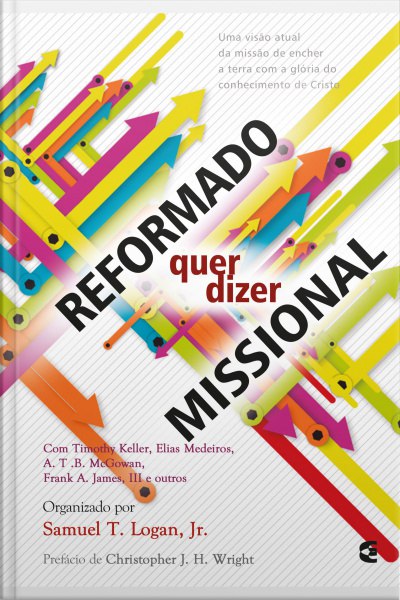 Uma visão atual
da missão de encher
a terra com a glória do
conhecimento de Cristo
REFORMADO
quer
dizer
MISSIONAL
Com Timothy Keller, Elias Medeiros,
A. T .B. McGowan,
Frank A. James, III e outros
Organizado por
Samuel T. Logan, Jr.
Prefácio de Christopher J. H. Wright